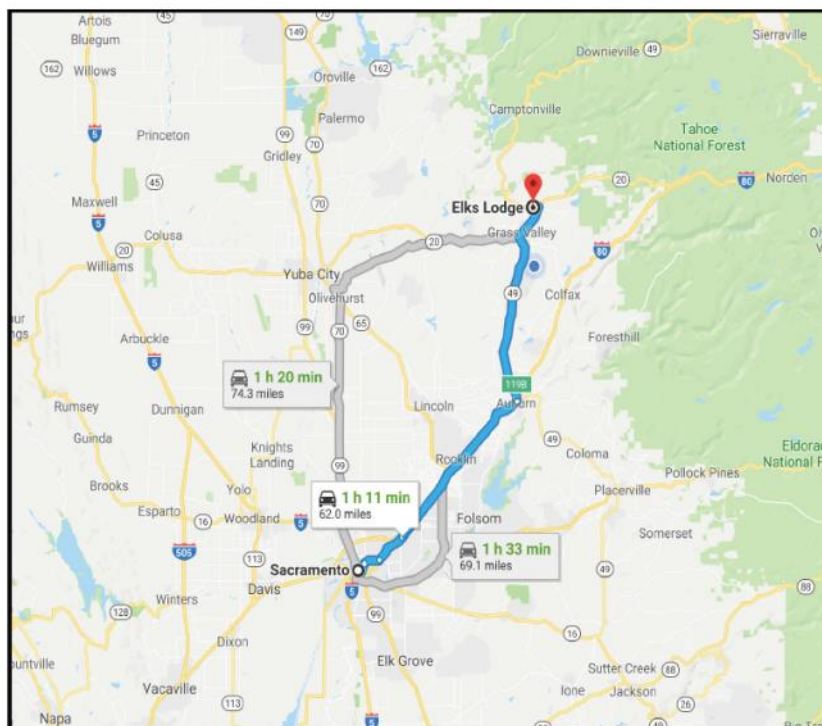 Artois
Bluegum
Willows
162
5
Princeton
45
Maxwell
45
Colusa
20
Williams
Arbuckle
5
Rumsey
Dunnigan
Guinda
Brooks
Esparto
16
Yolo
Woodland
505
113
Winters
128
Davis
Dixon
113
Vacaville
Napa
149
99
162
Oroville
70
Palermo
99
Gridley
70
70
Yuba City
Olivehurst
70
65
99
20
1 h 20 min
74.3 miles
Knights
Landing
99
5
1 h 11 min
62.0 miles
Sacramento
5
99
Elk Grove
Lincoln
Rocklin
Folsom
1 h 33 min
69.1 miles
Downieville
49
Sierraville
49
Camptonville
Tahoe
National Forest
20
80
Norden
Elks Lodge
Grass Valley
80
49
Colfax
Foresthill
119B
Auburn
49
Coloma
Placerville
Pollock Pines
National F
Somerset
49
16
88
Sutter Creek
88
Ione
Jackson
26